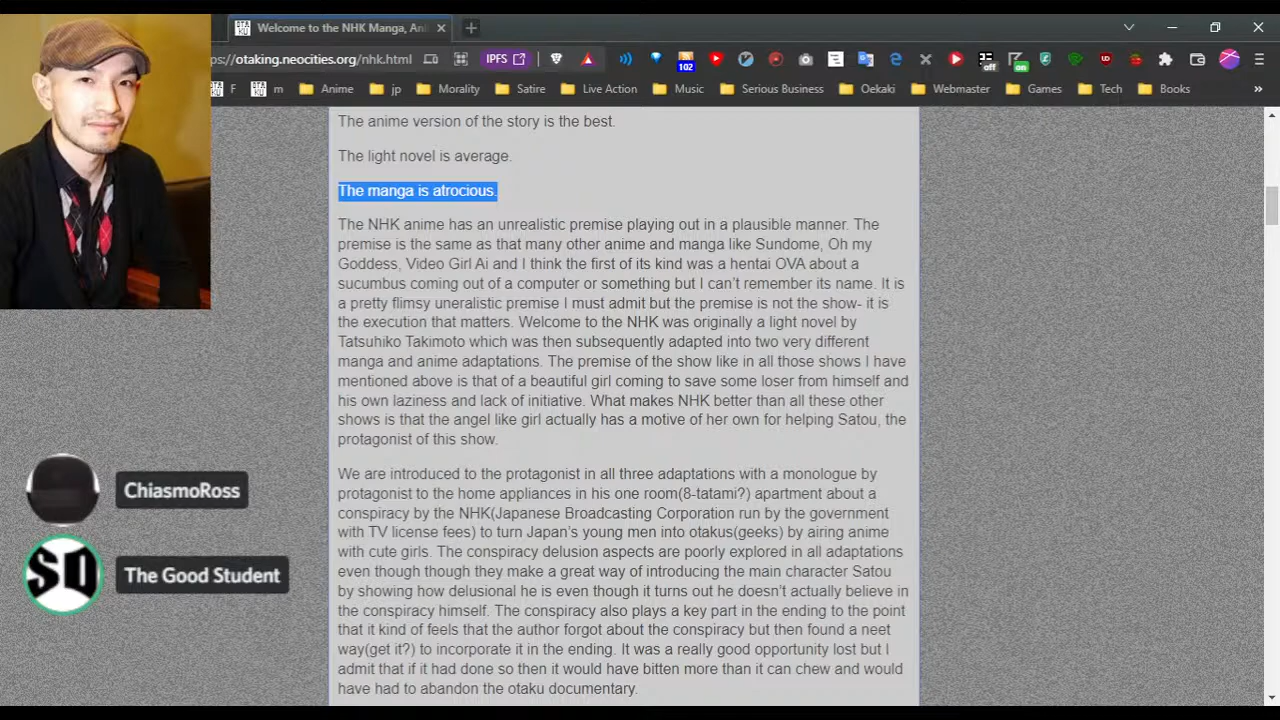 Welcome to the NHK Manga, Ani
ps://otaking.neocities.org/nhk.html
IPFS
102
off
on
F
m
Anime
jp
Morality
Satire
Live Action
Music
Serious Business
Oekaki
Webmaster
Games
Tech
Books
»
The anime version of the story is the best.
The light novel is average.
The manga is atrocious.
The NHK anime has an unrealistic premise playing out in a plausible manner. The
premise is the same as that many other anime and manga like Sundome, Oh my
Goddess, Video Girl Ai and I think the first of its kind was a hentai OVA about a
sucumbus coming out of a computer or something but I can't remember its name. It is
a pretty flimsy uneralistic premise I must admit but the premise is not the show- it is
the execution that matters. Welcome to the NHK was originally a light novel by
Tatsuhiko Takimoto which was then subsequently adapted into two very different
manga and anime adaptations. The premise of the show like in all those shows I have
mentioned above is that of a beautiful girl coming to save some loser from himself and
his own laziness and lack of initiative. What makes NHK better than all these other
shows is that the angel like girl actually has a motive of her own for helping Satou, the
protagonist of this show.
We are introduced to the protagonist in all three adaptations with a monologue by
protagonist to the home appliances in his one room(8-tatami?) apartment about a
conspiracy by the NHK(Japanese Broadcasting Corporation run by the government
with TV license fees) to turn Japan's young men into otakus(geeks) by airing anime
with cute girls. The conspiracy delusion aspects are poorly explored in all adaptations
even though though they make a great way of introducing the main character Satou
by showing how delusional he is even though it turns out he doesn't actually believe in
the conspiracy himself. The conspiracy also plays a key part in the ending to the point
that it kind of feels that the author forgot about the conspiracy but then found a neet
way(get it?) to incorporate it in the ending. It was a really good opportunity lost but I
admit that if it had done so then it would have bitten more than it can chew and would
have had to abandon the otaku documentary.
ChiasmoRoss
SD
The Good Student